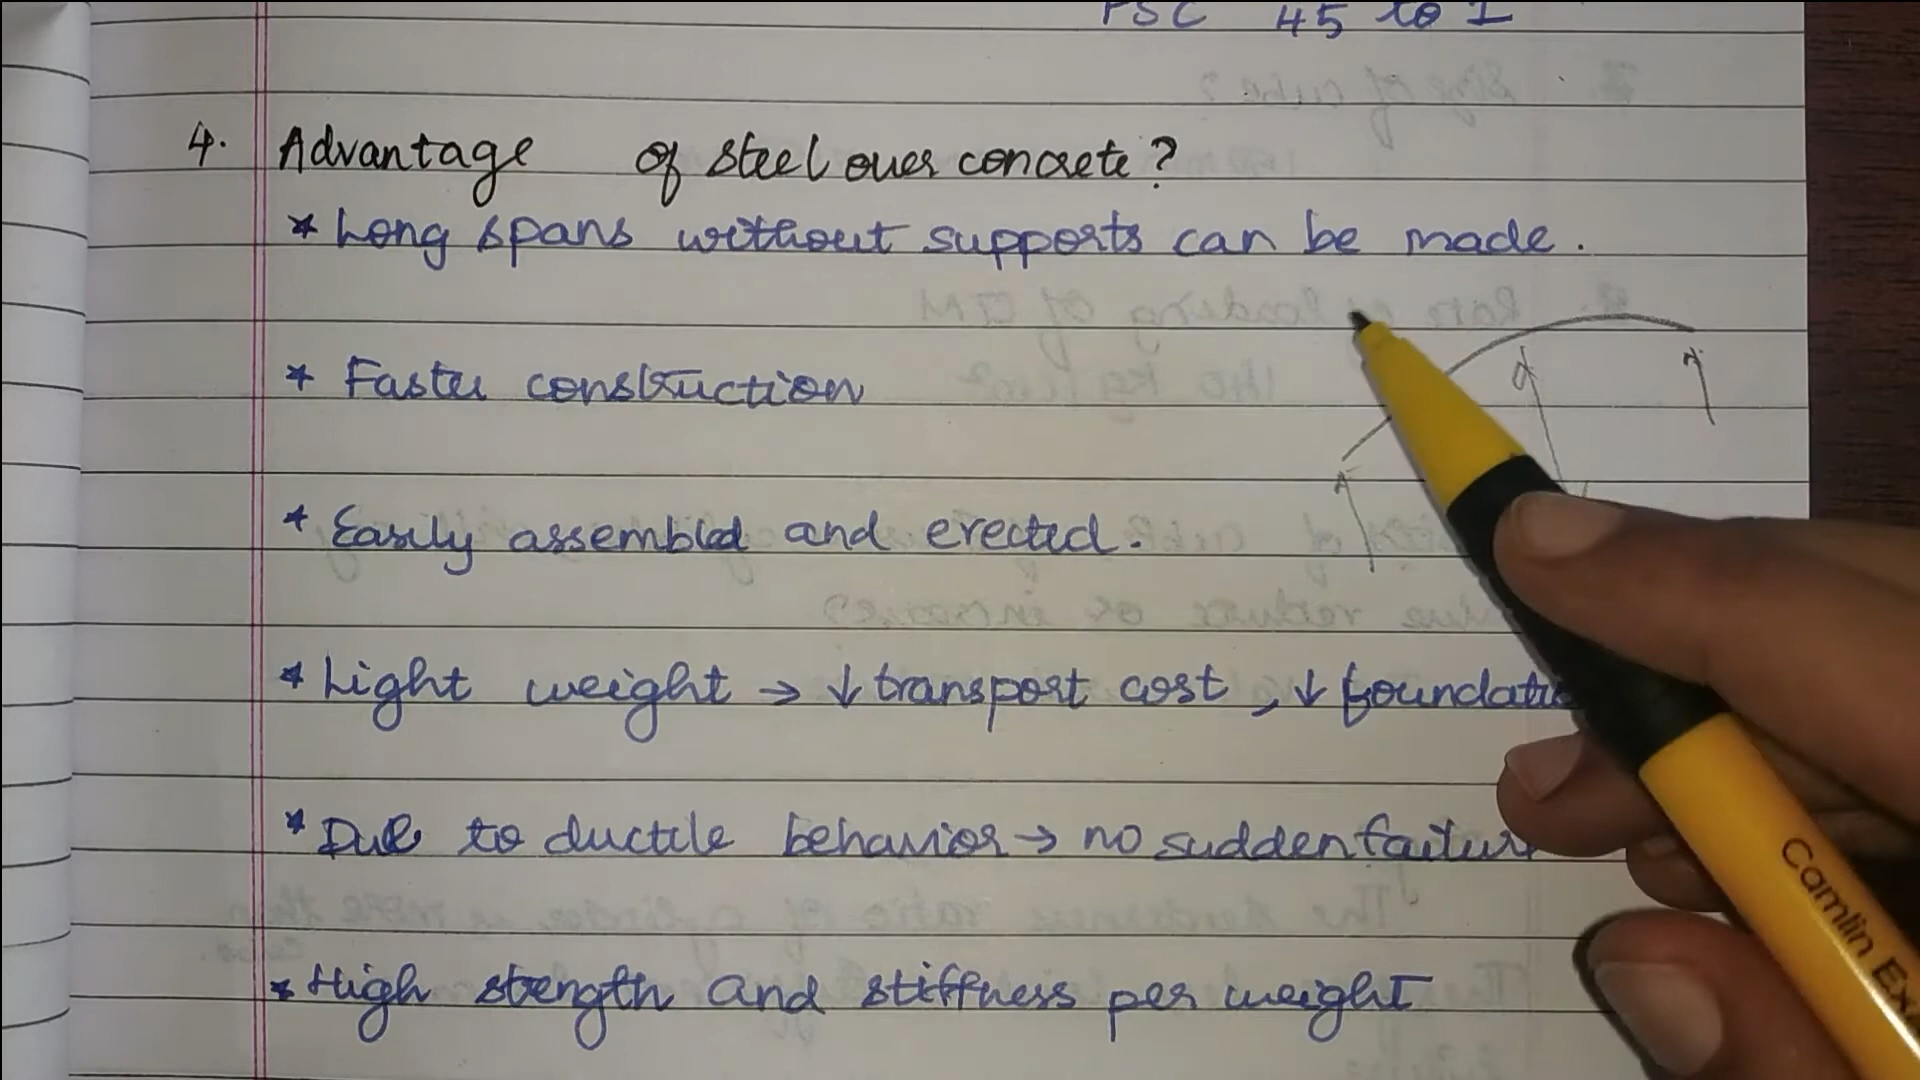 PSC 45 to 1
4. Advantage of steel over concrete?
* Long spans without supports can be made.
* Faster construction
* Easily assembled and erected.
* Light weight → ↓ transport cost, ↓ foundatio
* Due to ductile behavior → no sudden failur
* High strength and stiffness per weight
Camlin Ex